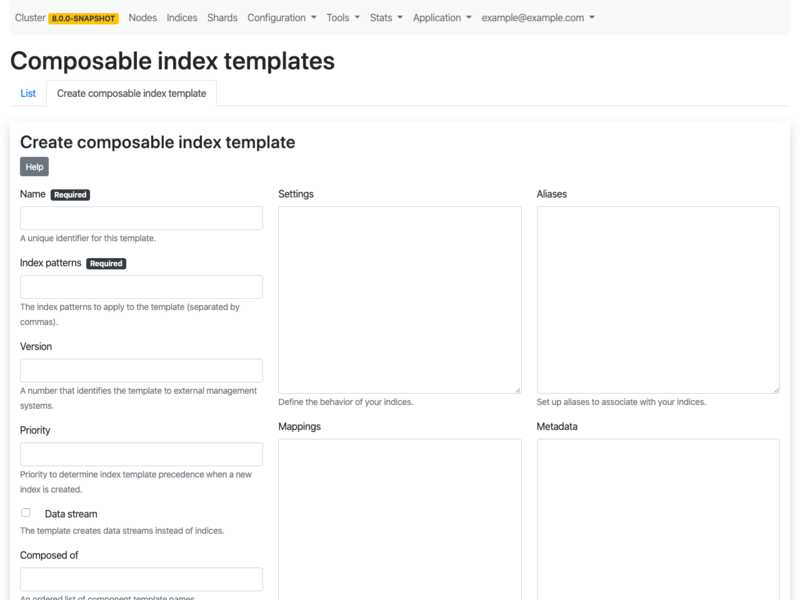 Cluster 8.0.0-SNAPSHOT Nodes Indices Shards Configuration Tools Stats Application example@example.com
Composable index templates
List Create composable index template
Create composable index template
Help
Name Required
A unique identifier for this template.
Index patterns Required
The index patterns to apply to the template (separated by
commas).
Version
A number that identifies the template to external management
systems.
Priority
Priority to determine index template precedence when a new
index is created.
Data stream
The template creates data streams instead of indices.
Composed of
An ordered list of component template names.
Settings
Define the behavior of your indices.
Mappings
Aliases
Set up aliases to associate with your indices.
Metadata